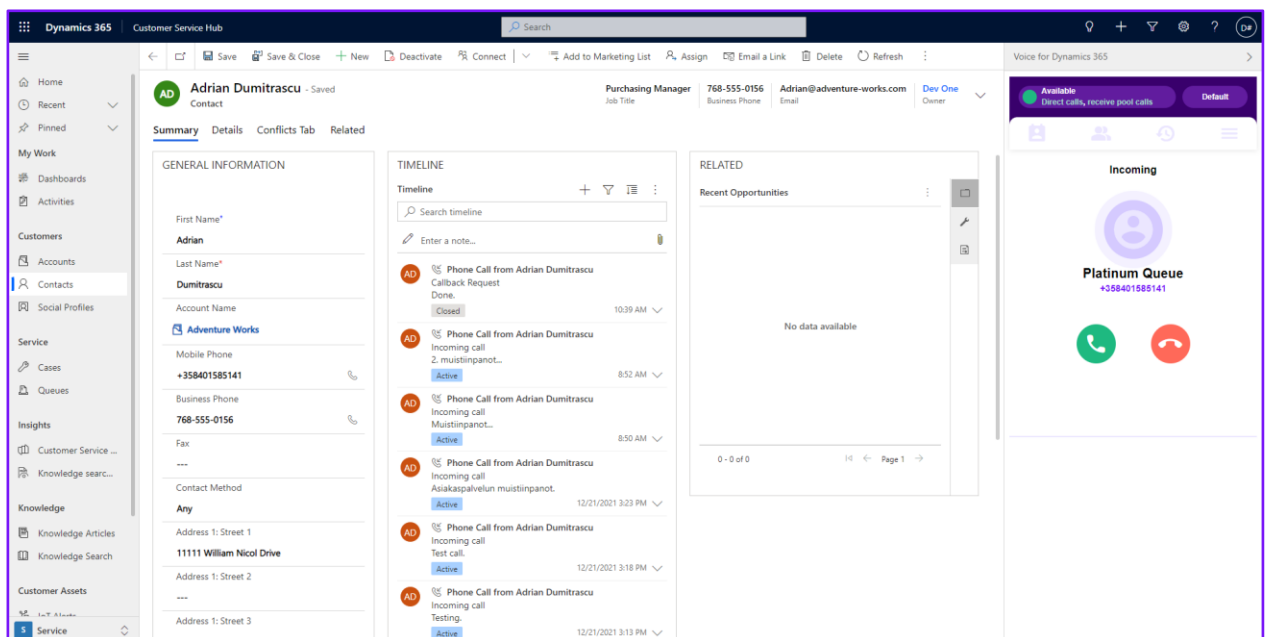 Dynamics 365
Customer Service Hub
Search
D#
Save
Save & Close
New
Deactivate
Connect
Add to Marketing List
Assign
Email a Link
Delete
Refresh
Voice for Dynamics 365
Home
Recent
Pinned
My Work
Dashboards
Activities
Customers
Accounts
Contacts
Social Profiles
Service
Cases
Queues
Insights
Customer Service ...
Knowledge searc...
Knowledge
Knowledge Articles
Knowledge Search
Customer Assets
IoT Alerts
S Service
AD
Adrian Dumitrascu - Saved
Contact
Purchasing Manager
Job Title
768-555-0156
Business Phone
Adrian@adventure-works.com
Email
Dev One
Owner
Summary Details Conflicts Tab Related
GENERAL INFORMATION
First Name*
Adrian
Last Name*
Dumitrascu
Account Name
Adventure Works
Mobile Phone
+358401585141
Business Phone
768-555-0156
Fax
---
Contact Method
Any
Address 1: Street 1
11111 William Nicol Drive
Address 1: Street 2
---
Address 1: Street 3
TIMELINE
Timeline
Search timeline
Enter a note...
AD
Phone Call from Adrian Dumitrascu
Callback Request
Done.
Closed 10:39 AM
AD
Phone Call from Adrian Dumitrascu
Incoming call
2. muistiinpanot...
Active 8:52 AM
AD
Phone Call from Adrian Dumitrascu
Incoming call
Muistiinpanot...
Active 8:50 AM
AD
Phone Call from Adrian Dumitrascu
Incoming call
Asiakaspalvelun muistiinpanot.
Active 12/21/2021 3:23 PM
AD
Phone Call from Adrian Dumitrascu
Incoming call
Test call.
Active 12/21/2021 3:18 PM
AD
Phone Call from Adrian Dumitrascu
Incoming call
Testing.
Active 12/21/2021 3:13 PM
RELATED
Recent Opportunities
No data available
0 - 0 of 0
Page 1
Available
Direct calls, receive pool calls
Default
Incoming
Platinum Queue
+358401585141